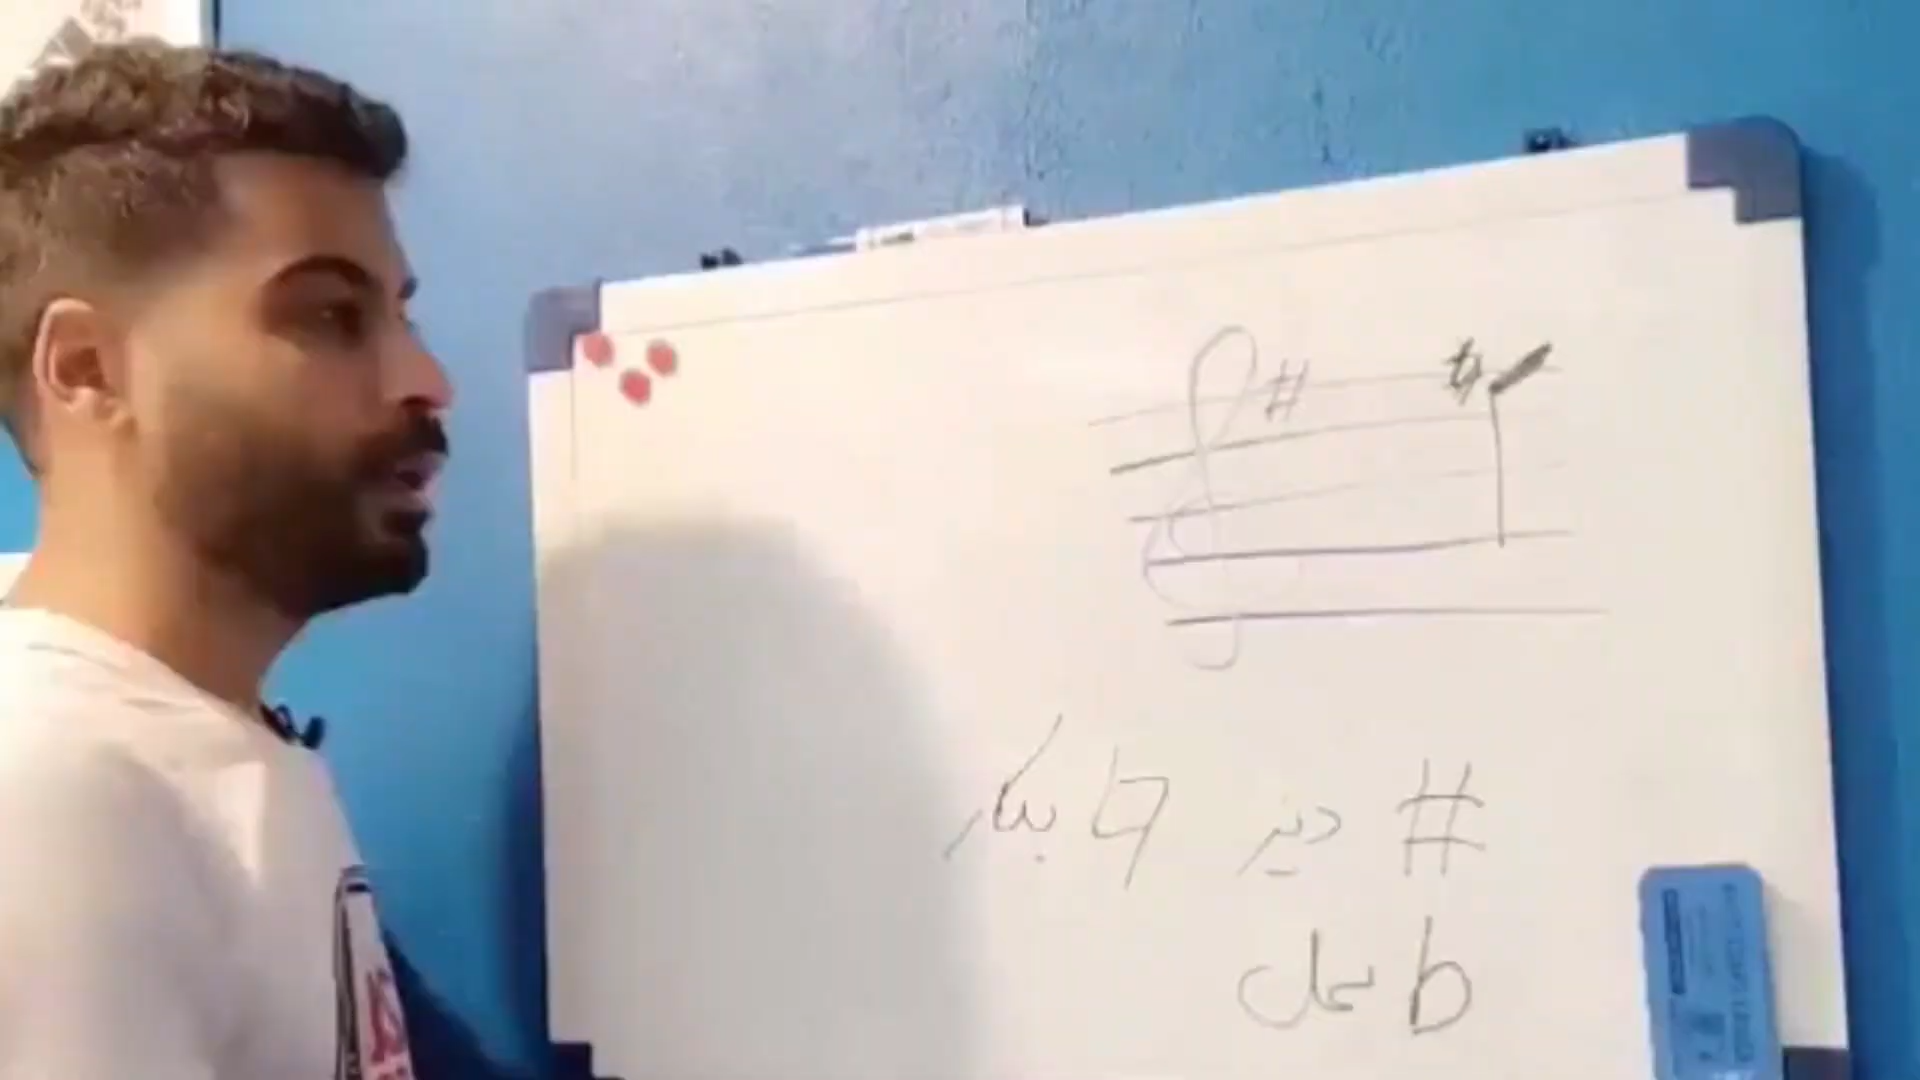 #
# دیز ♮ بکار
b بمل